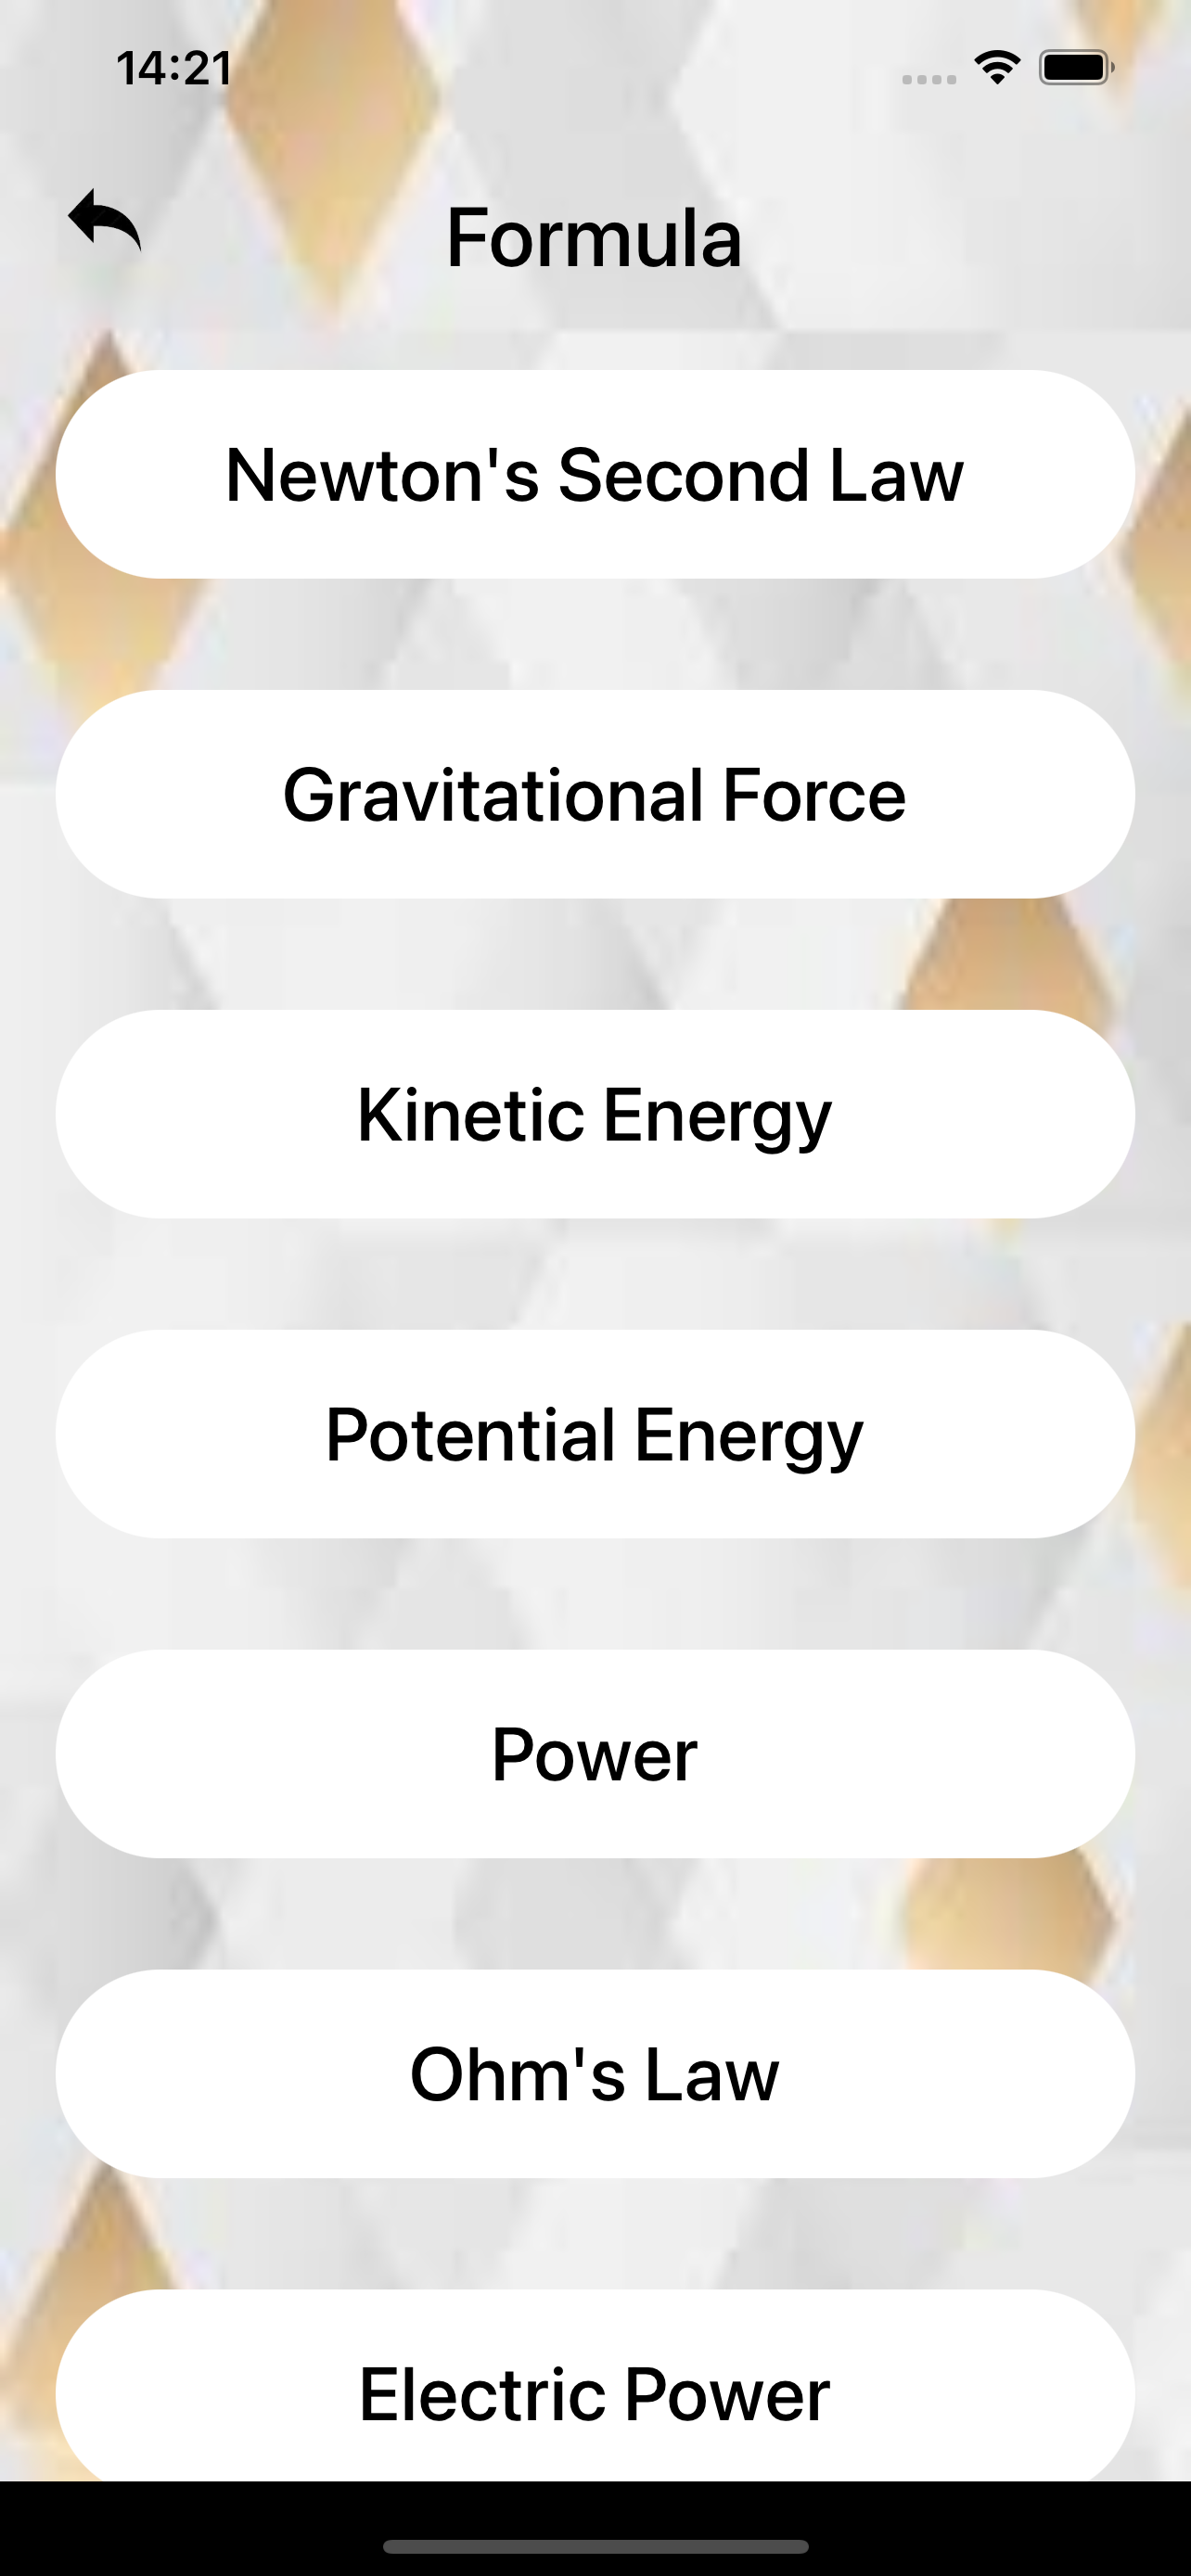 14:21
Formula
Newton's Second Law
Gravitational Force
Kinetic Energy
Potential Energy
Power
Ohm's Law
Electric Power